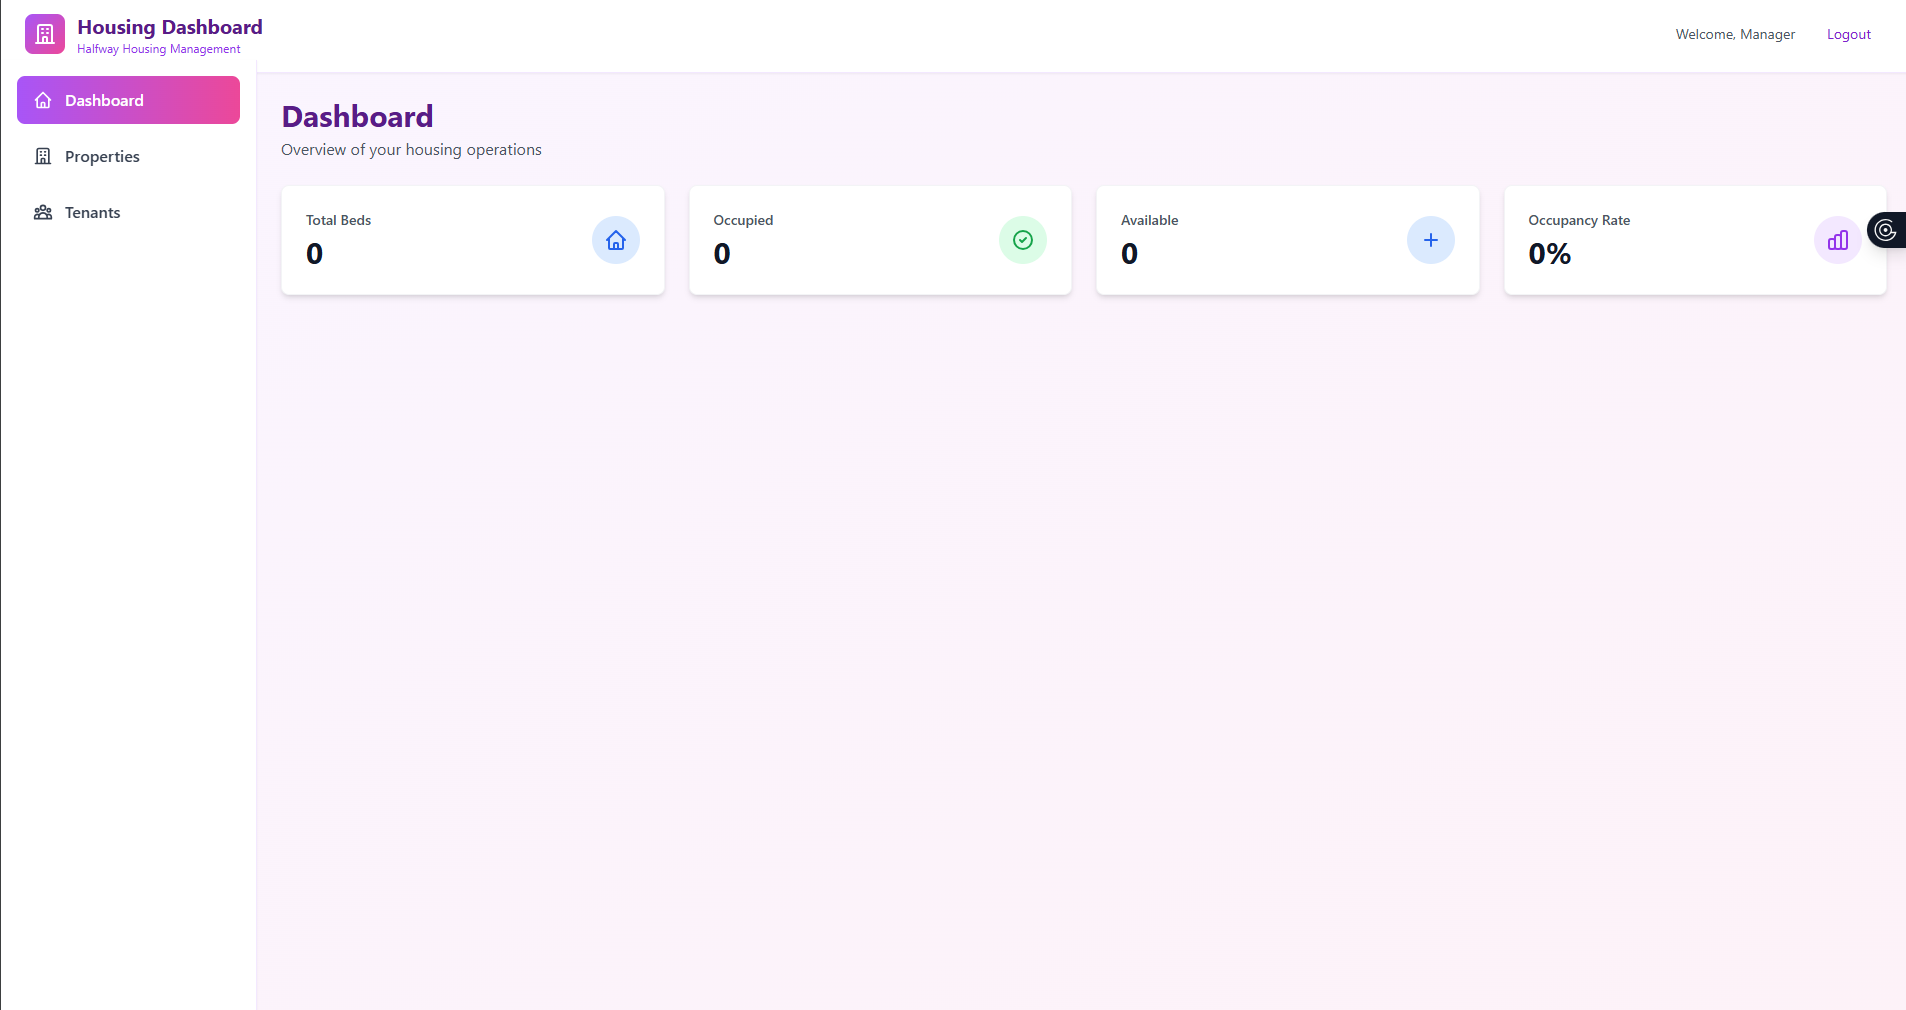 Housing Dashboard
Halfway Housing Management
Welcome, Manager
Logout
Dashboard
Properties
Tenants
Dashboard
Overview of your housing operations
Total Beds
0
Occupied
0
Available
0
Occupancy Rate
0%